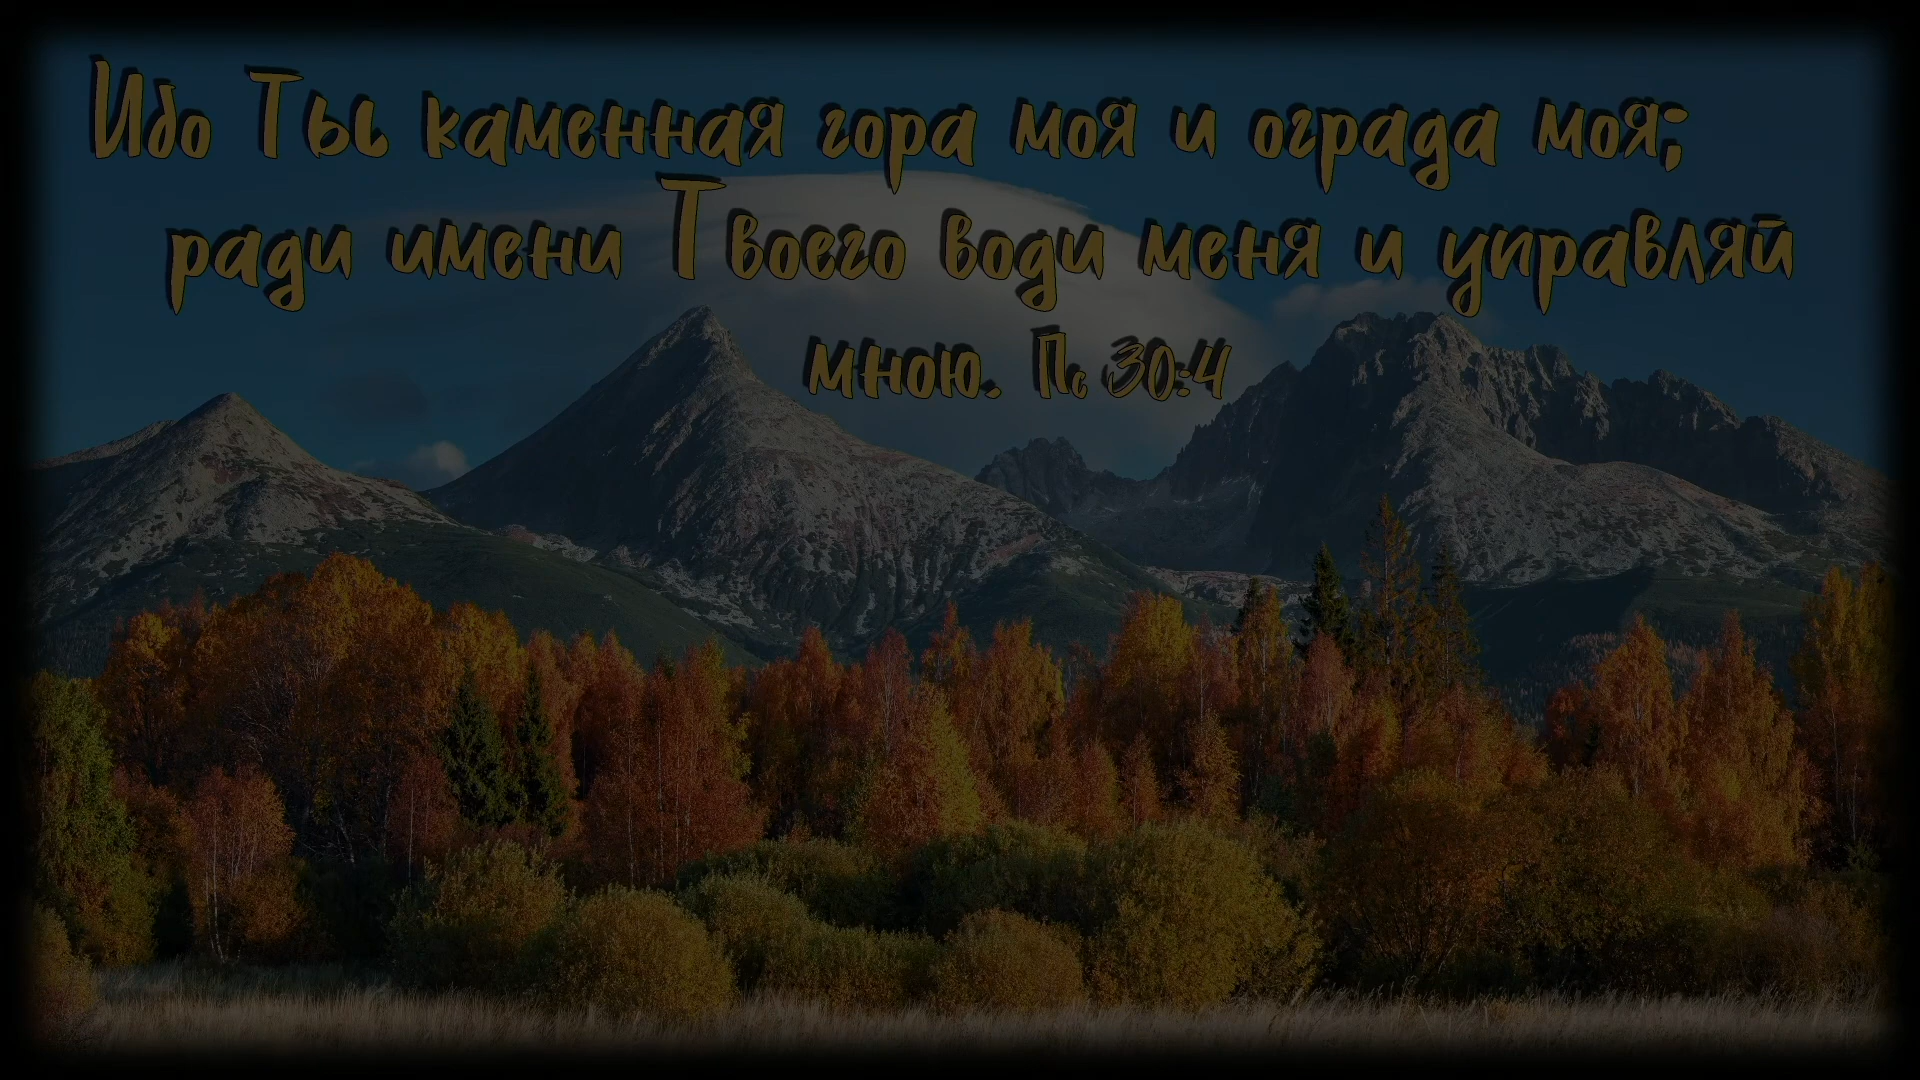 Ибо Ты каменная гора моя и ограда моя;
ради имени Твоего води меня и управляй
мною. Пс 30:4